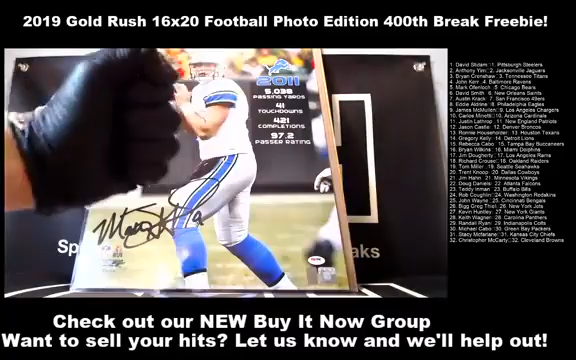 2019 Gold Rush 16x20 Football Photo Edition 400th Break Freebie!
2011
5,038
PASSING YARDS
41
TOUCHDOWNS
421
COMPLETIONS
97.2
PASSER RATING
Sp
aks
1. David Slidam::1. Pittsburgh Steelers
2. Anthony Yim::2. Jacksonville Jaguars
3. Bryan Crenshaw::3. Tennessee Titans
4. John Kerr::4. Baltimore Ravens
5. Mark Ofenloch::5. Chicago Bears
6. David Smith::6. New Orleans Saints
7. Austin Krack::7. San Francisco 49ers
8. Eddie Aldrine::8. Philadelphia Eagles
9. James McMullen::9. Los Angeles Chargers
10. Carlos Minetti::10. Arizona Cardinals
11. Justin Lathrop::11. New England Patriots
12. Jason Castle::12. Denver Broncos
13. Ronnie Householder::13. Houston Texans
14. Gregory Kelly::14. Detroit Lions
15. Rebecca Cabo::15. Tampa Bay Buccaneers
16. Bryan Wilkins::16. Miami Dolphins
17. Jim Dougherty::17. Los Angeles Rams
18. Richard Crouse::18. Oakland Raiders
19. Tom Miller::19. Seattle Seahawks
20. Trent Knoop::20. Dallas Cowboys
21. Jim Hahn::21. Minnesota Vikings
22. Doug Daniels::22. Atlanta Falcons
23. Teddy Inman::23. Buffalo Bills
24. Rob Coughlin::24. Washington Redskins
25. John Wayne::25. Cincinnati Bengals
26. Bigg Greg Thiel::26. New York Jets
27. Kevin Huntley::27. New York Giants
28. Keith Wagner::28. Carolina Panthers
29. Randall Ryan::29. Indianapolis Colts
30. Michael Cabo::30. Green Bay Packers
31. Stacy Mcfarlane::31. Kansas City Chiefs
32. Christopher McCarty::32. Cleveland Browns
Check out our NEW Buy It Now Group
Want to sell your hits? Let us know and we'll help out!